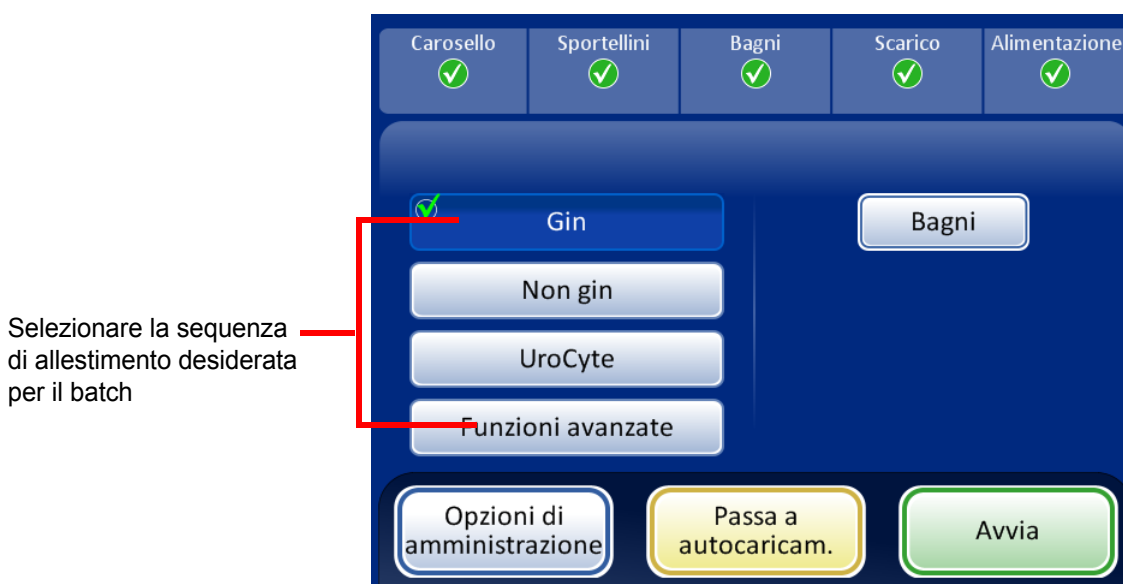 Carosello
Sportellini
Bagni
Scarico
Alimentazione
Gin
Bagni
Non gin
UroCyte
Funzioni avanzate
Selezionare la sequenza
di allestimento desiderata
per il batch
Opzioni di
amministrazione
Passa a
autocaricam.
Avvia